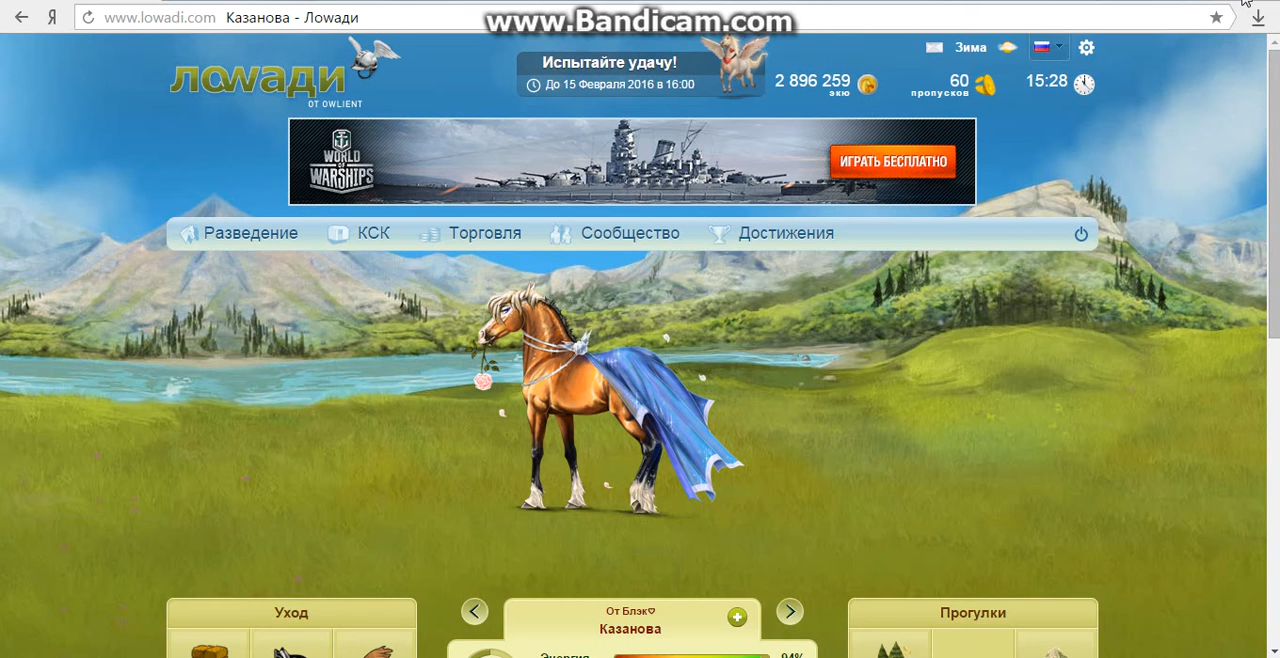 www.lowadi.com Казанова - Лошади
www.Bandicam.com
лошади
ОТ OWLIENT
Испытайте удачу!
До 15 Февраля 2016 в 16:00
2 896 259
экю
Зима
60
пропусков
15:28
WORLD
OF
WARSHIPS
ИГРАТЬ БЕСПЛАТНО
Разведение КСК Торговля Сообщество Достижения
Уход
От Блэк♡
Казанова
Энергия 94%
Прогулки